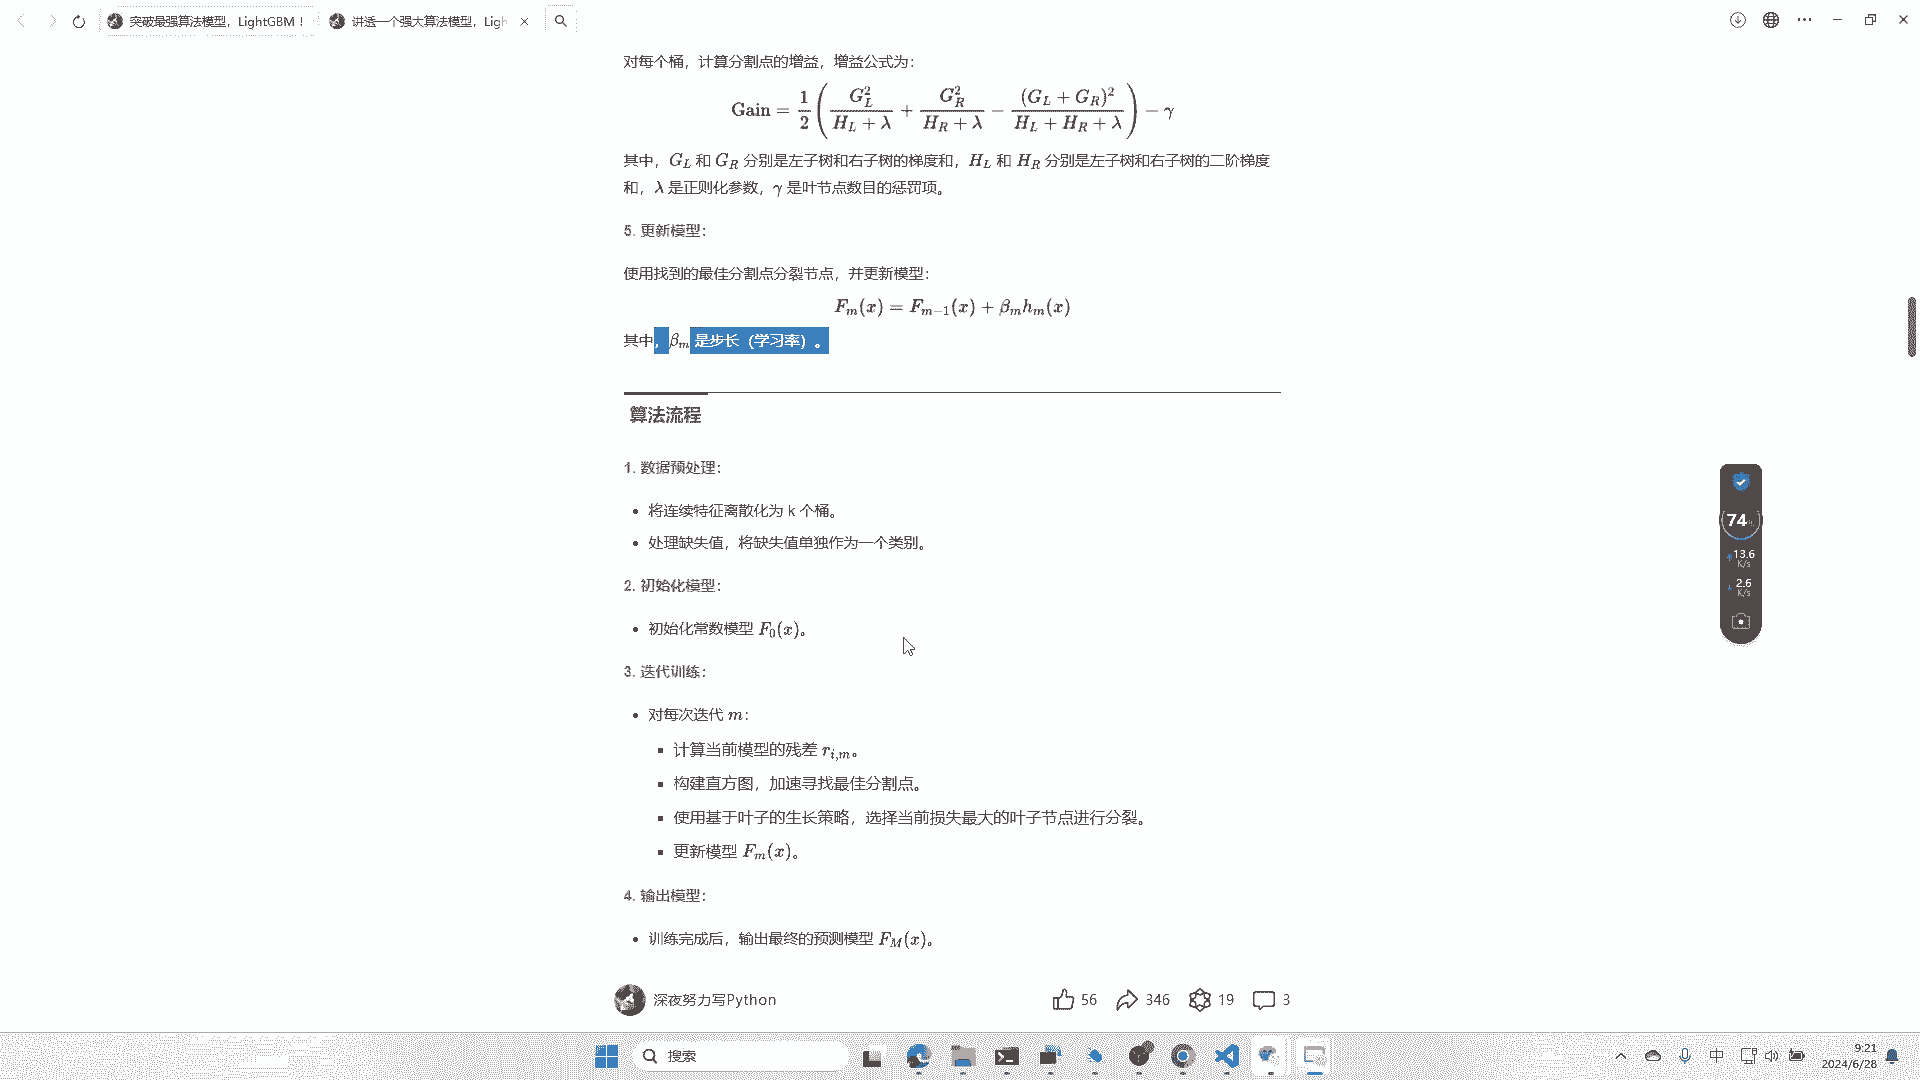 突破最强算法模型，LightGBM！
讲透一个强大算法模型，Ligh
对每个桶，计算分割点的增益，增益公式为：
Gain = \frac{1}{2} \left( \frac{G_L^2}{H_L + λ} + \frac{G_R^2}{H_R + λ} - \frac{(G_L + G_R)^2}{H_L + H_R + λ} \right) - γ
其中，G_L 和 G_R 分别是左子树和右子树的梯度和，H_L 和 H_R 分别是左子树和右子树的二阶梯度
和，λ 是正则化参数，γ 是叶节点数目的惩罚项。
5. 更新模型：
使用找到的最佳分割点分裂节点，并更新模型：
F_m(x) = F_{m-1}(x) + β_m h_m(x)
其中，β_m 是步长（学习率）。
算法流程
1. 数据预处理：
• 将连续特征离散化为 k 个桶。
• 处理缺失值，将缺失值单独作为一个类别。
2. 初始化模型：
• 初始化常数模型 F_0(x)。
3. 迭代训练：
• 对每次迭代 m：
▪ 计算当前模型的残差 r_{i,m}。
▪ 构建直方图，加速寻找最佳分割点。
▪ 使用基于叶子的生长策略，选择当前损失最大的叶子节点进行分裂。
▪ 更新模型 F_m(x)。
4. 输出模型：
• 训练完成后，输出最终的预测模型 F_M(x)。
深夜努力写Python
56 346 19 3
74
13.6
K/s
2.6
K/s
搜索
中
9:21
2024/6/28